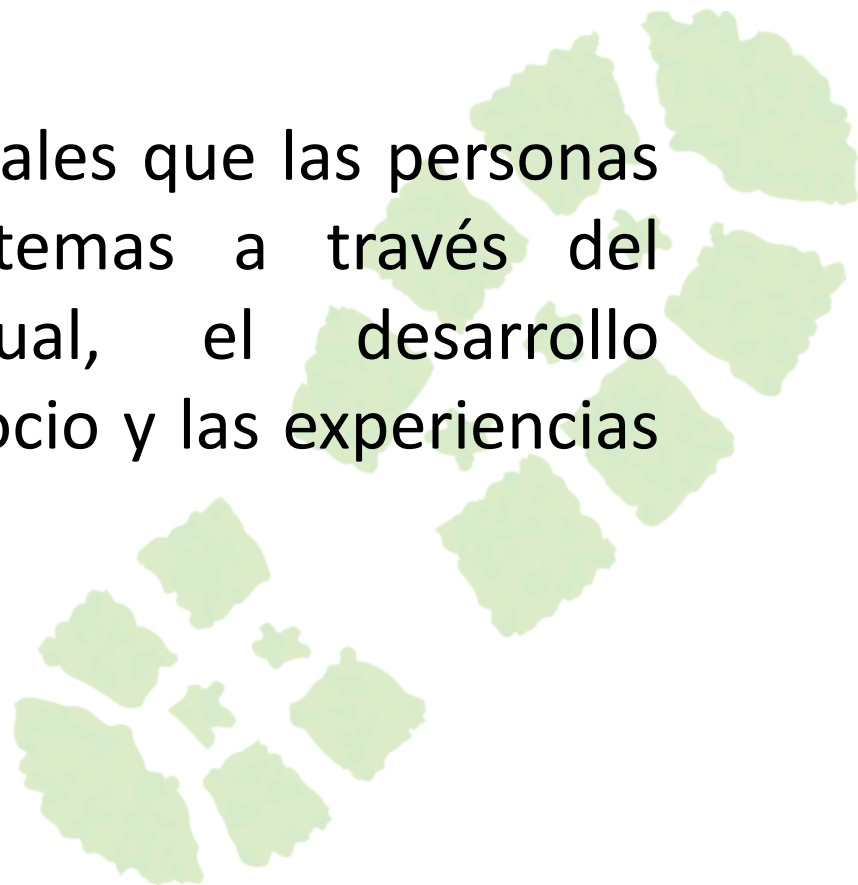 ales que las personas
temas a través del
ual, el desarrollo
ocio y las experiencias